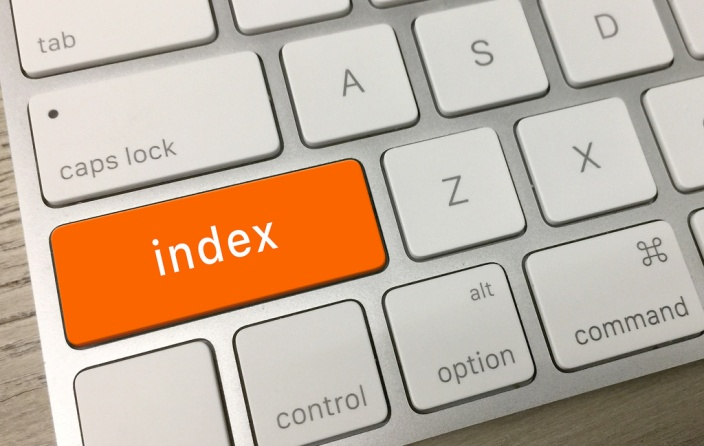 tab
A
S
D
caps lock
Z
X
index
⌘
alt
command
option
control